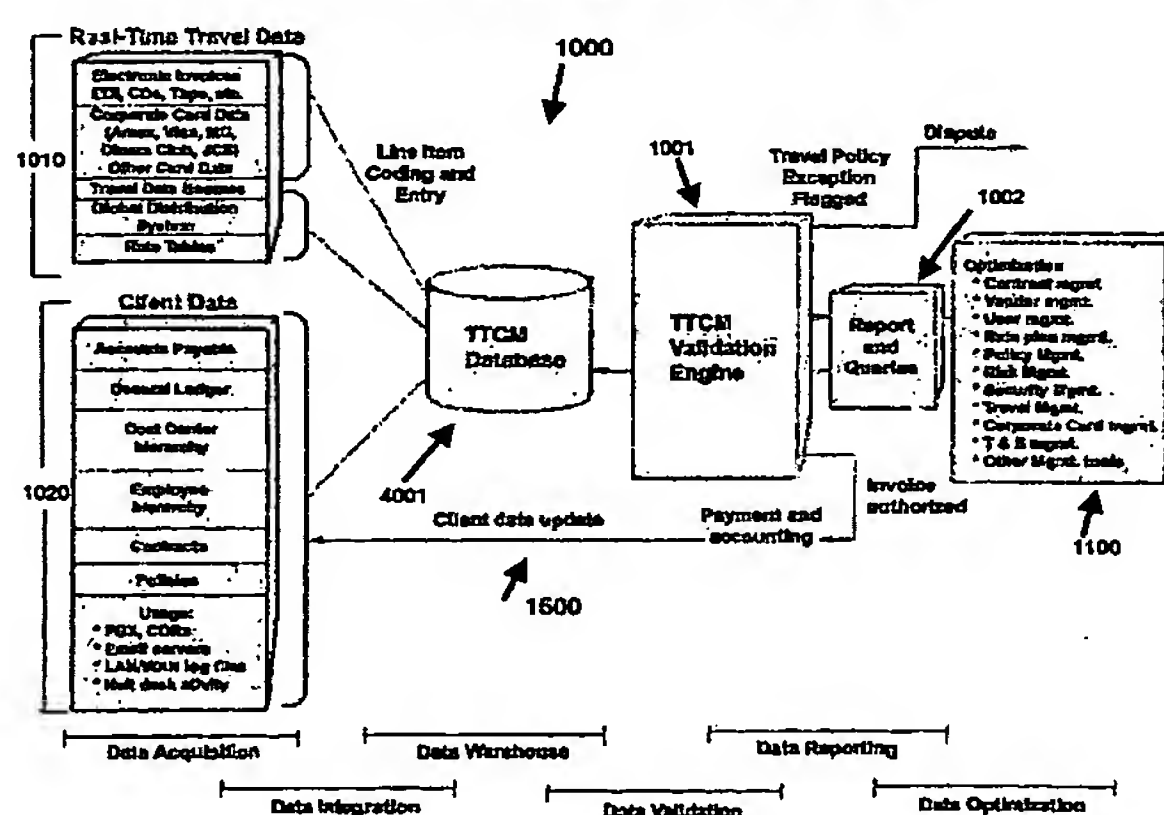 Real-Time Travel Data
Electronic Invoices
EDI, CDs, Tape, etc.
Corporate Card Data
(Amex, Visa, MC,
Diners Club, JCB)
Other Card Data
Travel Data Sources
Global Distribution
System
Rate Tables
1010
Client Data
Accounts Payable
General Ledger
Cost Center
hierarchy
Employee
hierarchy
Contracts
Policies
Usage:
* PBX, CDRs
* Email servers
* LAN/WAN log files
* Help desk
1020
Line Item
Coding and
Entry
1000
TTCM
Database
4001
Client data update
1500
1001
TTCM
Validation
Engine
Travel Policy
Exception
Flagged
Dispute
1002
Report
and
Queries
Payment and
accounting
Invoice
authorized
Optimization
* Contract mgmt.
* Vendor mgmt.
* User mgmt.
* Rate plan mgmt.
* Policy Mgmt.
* Risk Mgmt.
* Security Mgmt.
* Travel Mgmt.
* Corporate Card mgmt.
* T & E mgmt.
* Other Mgmt. tools
1100
Data Acquisition
Data Warehouse
Data Reporting
Data Integration
Data Validation
Data Optimization